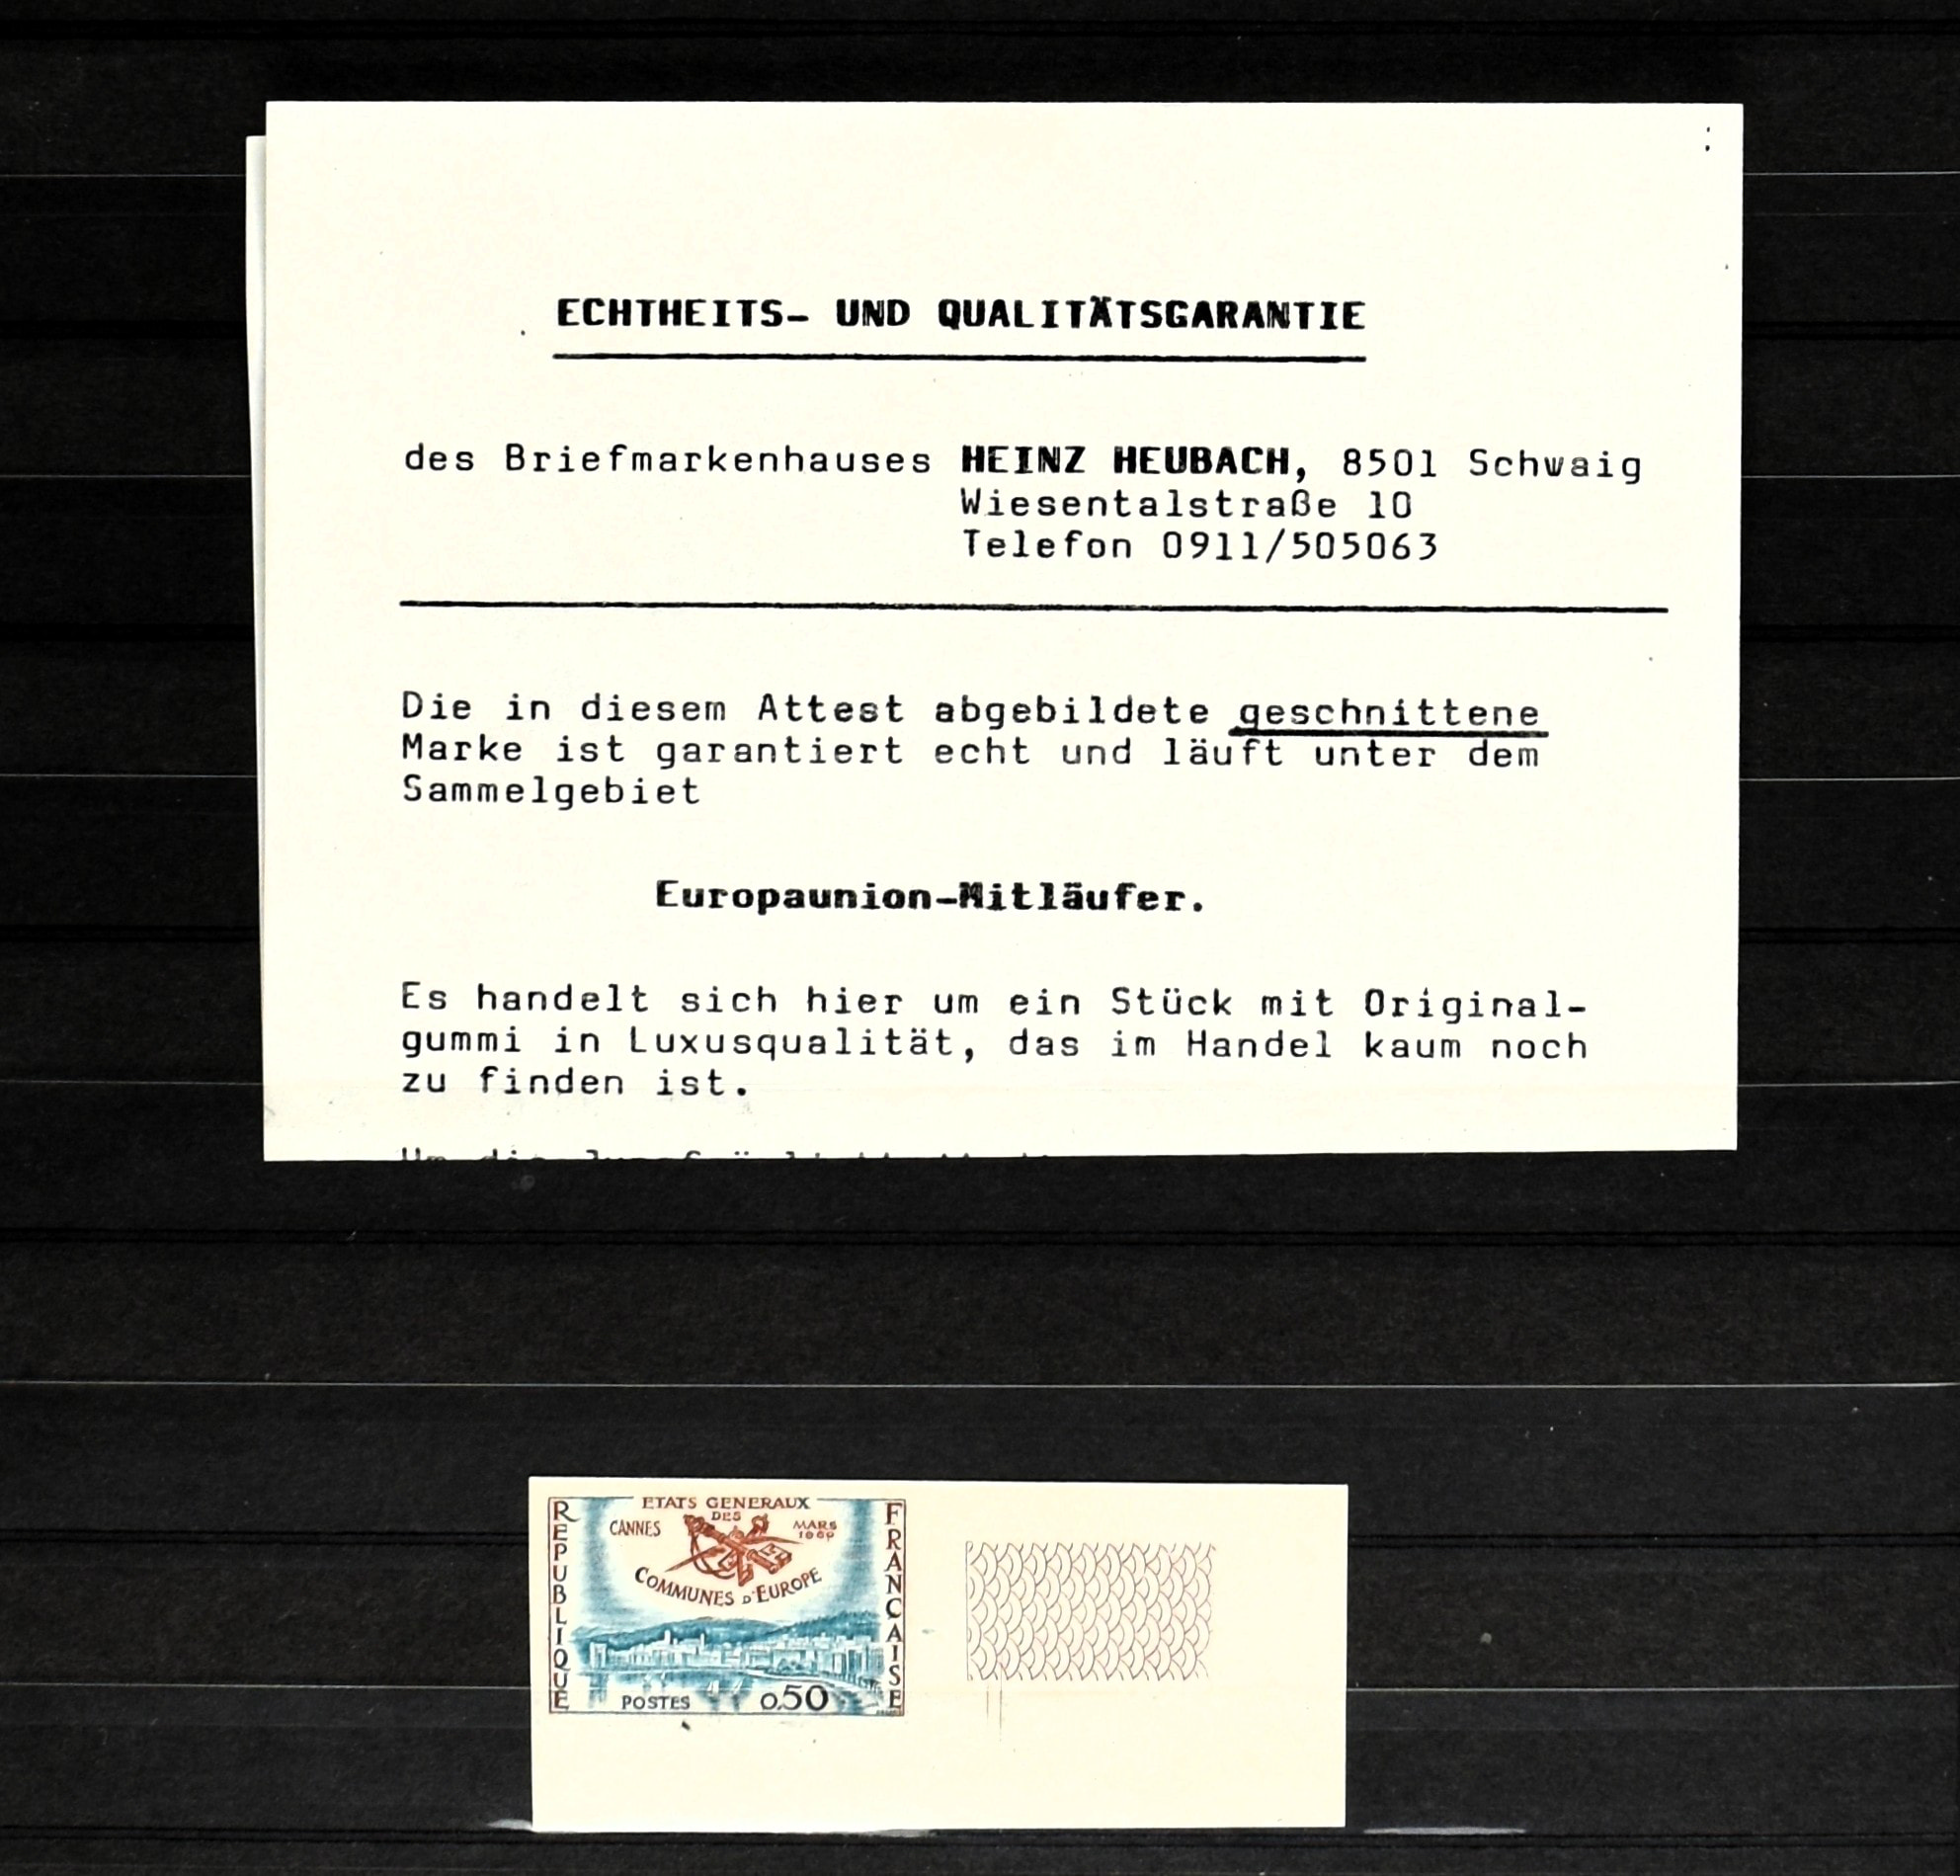 ECHTHEITS- UND QUALITÄTSGARANTIE
des Briefmarkenhauses HEINZ HEUBACH, 8501 Schwaig
Wiesentalstraße 10
Telefon 0911/505063
Die in diesem Attest abgebildete geschnittene
Marke ist garantiert echt und läuft unter dem
Sammelgebiet
Europaunion-Mitläufer.
Es handelt sich hier um ein Stück mit Original-
gummi in Luxusqualität, das im Handel kaum noch
zu finden ist.
REPUBLIQUE
ETATS GENERAUX
DES
CANNES
MARS
1960
COMMUNES D'EUROPE
POSTES 0,50
FRANCAISE